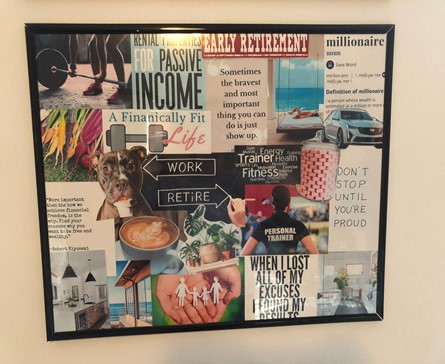 RENTAL PROPERTIES
FOR PASSIVE
INCOME
EARLY RETIREMENT
millionaire
noun
Save Word
Definition of millionaire
: a person whose wealth is
estimated at a million or more
Sometimes
the bravest
and most
important
thing you can
do is just
show up.
A Finanically Fit
Life
WORK
RETIRE
Energy
Trainer Health
Fitness
DON'T
STOP
UNTIL
YOU'RE
PROUD
"More important
than the how we
achieve financial
freedom, is the
why. Find your
reasons why you
want to be free and
wealthy."
-Robert Kiyosaki
PERSONAL
TRAINER
WHEN I LOST
ALL OF MY
EXCUSES
I FOUND MY
RESULTS